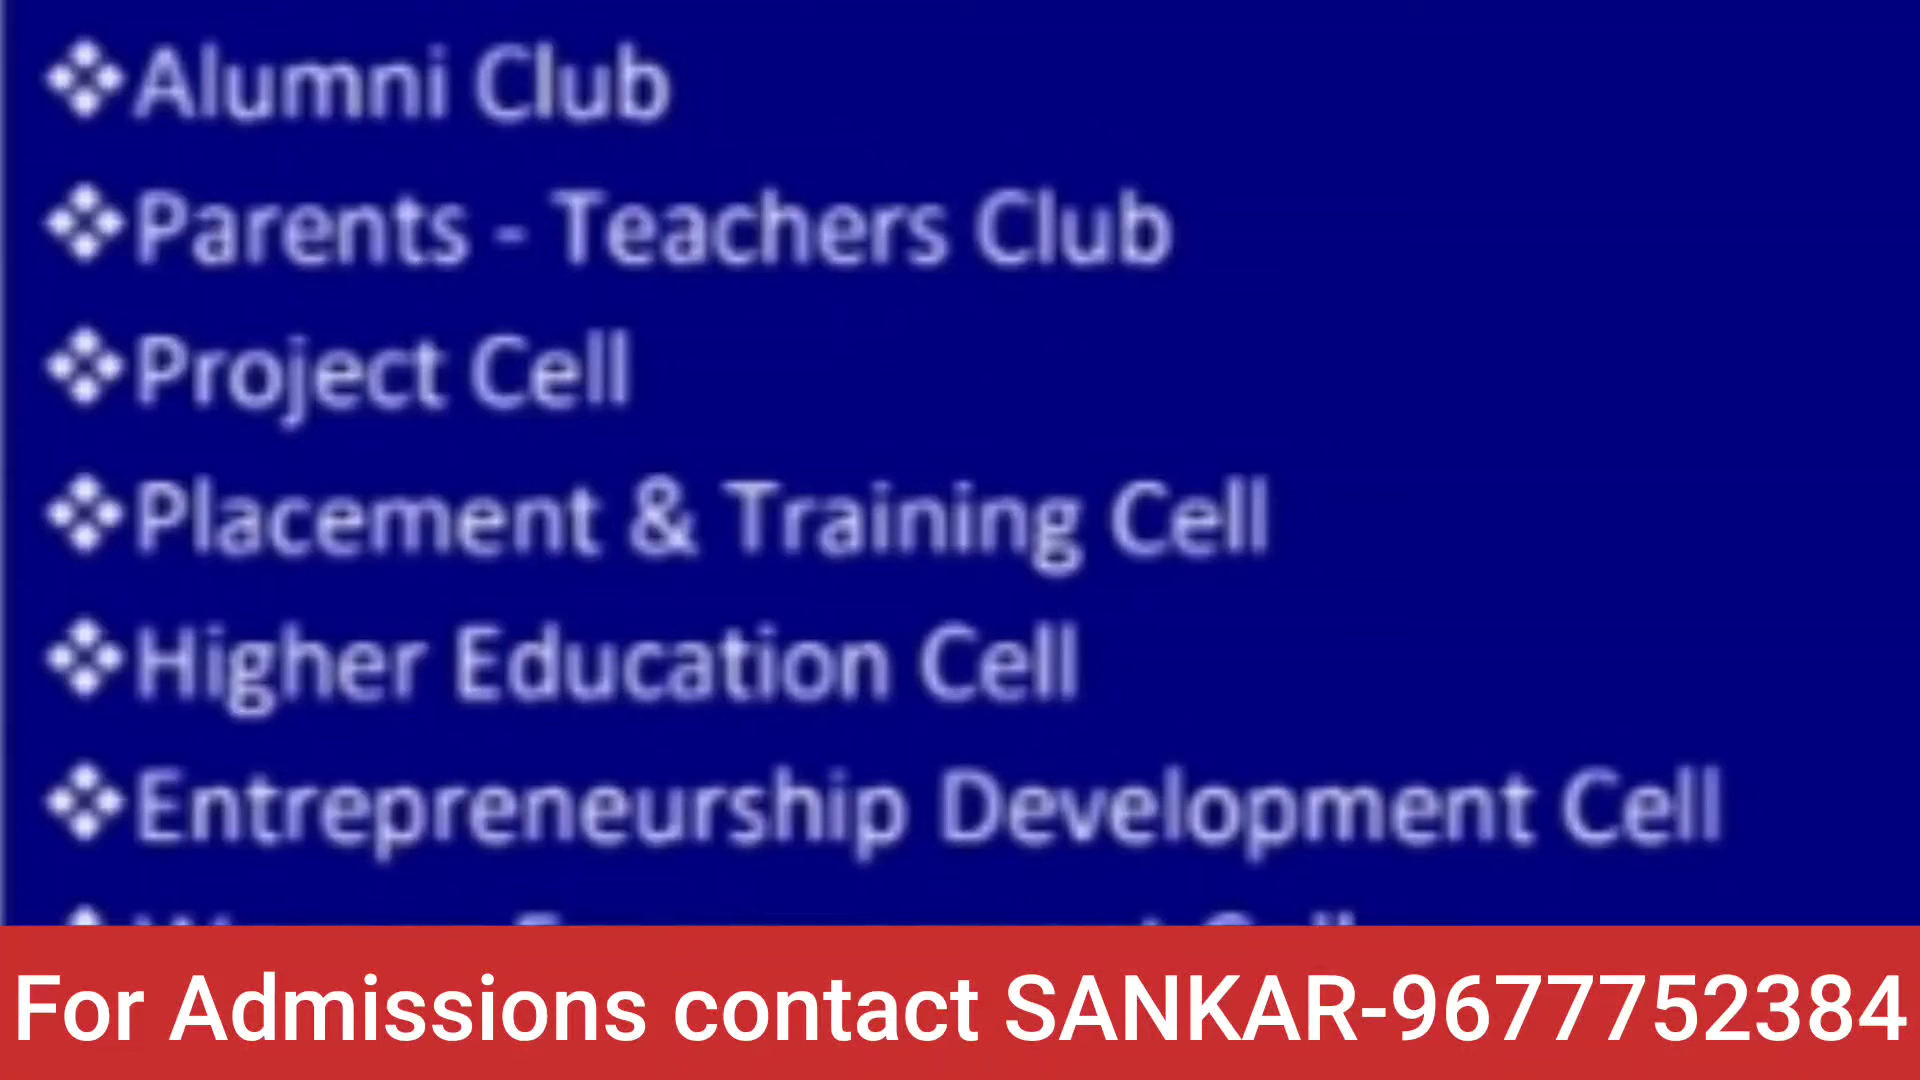 ❖Alumni Club
❖Parents - Teachers Club
❖Project Cell
❖Placement & Training Cell
❖Higher Education Cell
❖Entrepreneurship Development Cell
For Admissions contact SANKAR-9677752384